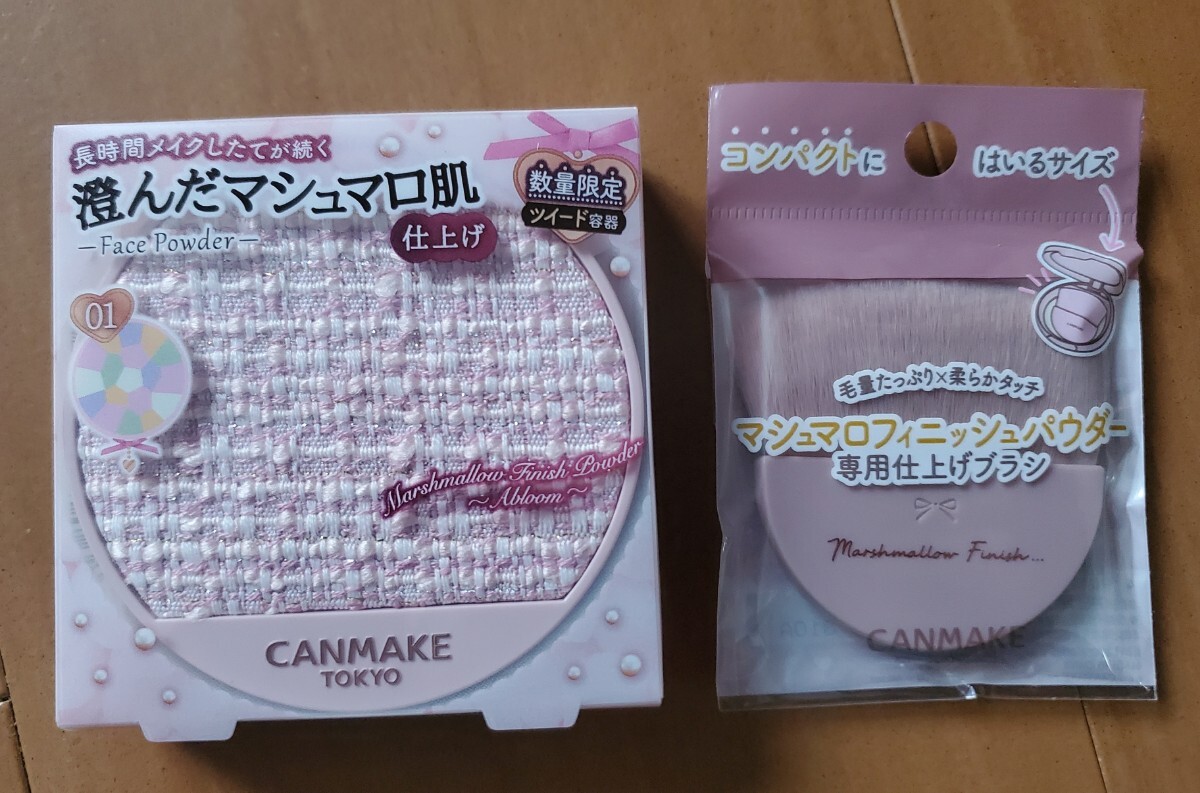 長時間メイクしたてが続く
澄んだマシュマロ肌
仕上げ
—Face Powder—
数量限定
ツイード容器
01
Marshmallow Finish Powder
～Abloom～
CANMAKE
TOKYO
コンパクトに
はいるサイズ
毛量たっぷり×柔らかタッチ
マシュマロフィニッシュパウダー
専用仕上げブラシ
Marshmallow Finish...
CANMAKE